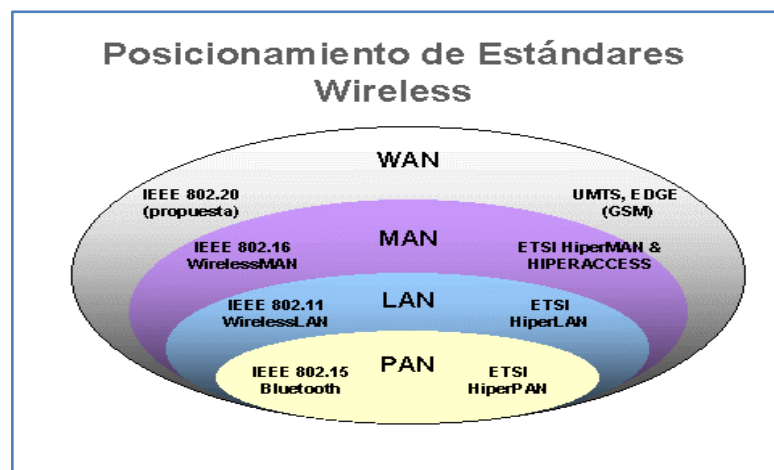 Posicionamiento de Estándares
Wireless
WAN
IEEE 802.20
(propuesta)
UMTS, EDGE
(GSM)
MAN
IEEE 802.16
WirelessMAN
ETSI HiperMAN &
HIPERACCESS
LAN
IEEE 802.11
WirelessLAN
ETSI
HiperLAN
PAN
IEEE 802.15
Bluetooth
ETSI
HiperPAN